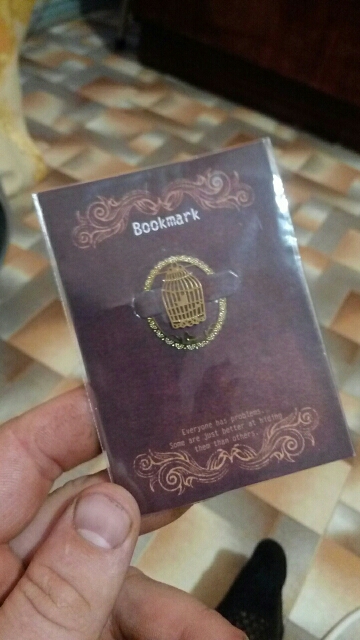 Bookmark
Everyone has problems.
Some are just better at hiding
them than others.